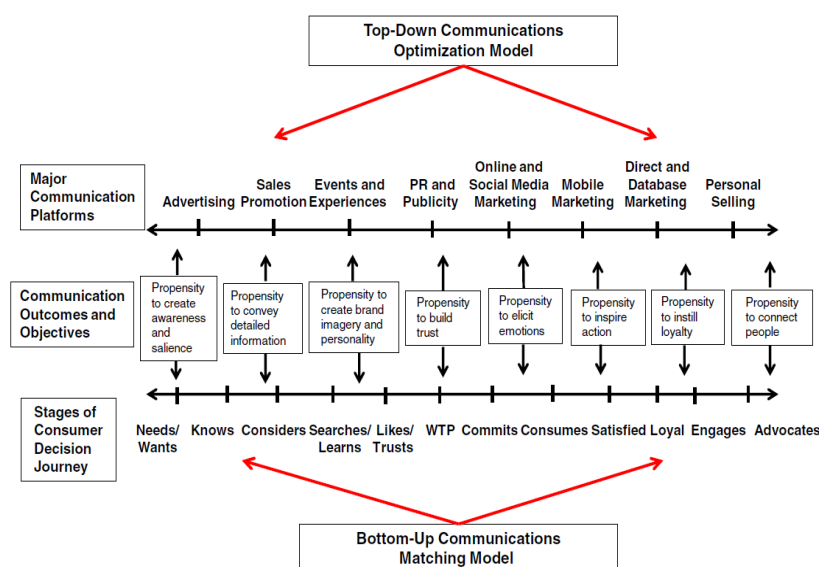 Top-Down Communications
Optimization Model
Major
Communication
Platforms
Advertising
Sales
Promotion
Events and
Experiences
PR and
Publicity
Online and
Social Media
Marketing
Mobile
Marketing
Direct and
Database
Marketing
Personal
Selling
Communication
Outcomes and
Objectives
Propensity
to create
awareness
and
salience
Propensity
to convey
detailed
information
Propensity to
create brand
imagery and
personality
Propensity
to build
trust
Propensity
to elicit
emotions
Propensity
to inspire
action
Propensity
to instill
loyalty
Propensity
to connect
people
Stages of
Consumer
Decision
Journey
Needs/
Wants
Knows
Considers
Searches/
Learns
Likes/
Trusts
WTP
Commits
Consumes
Satisfied
Loyal
Engages
Advocates
Bottom-Up Communications
Matching Model